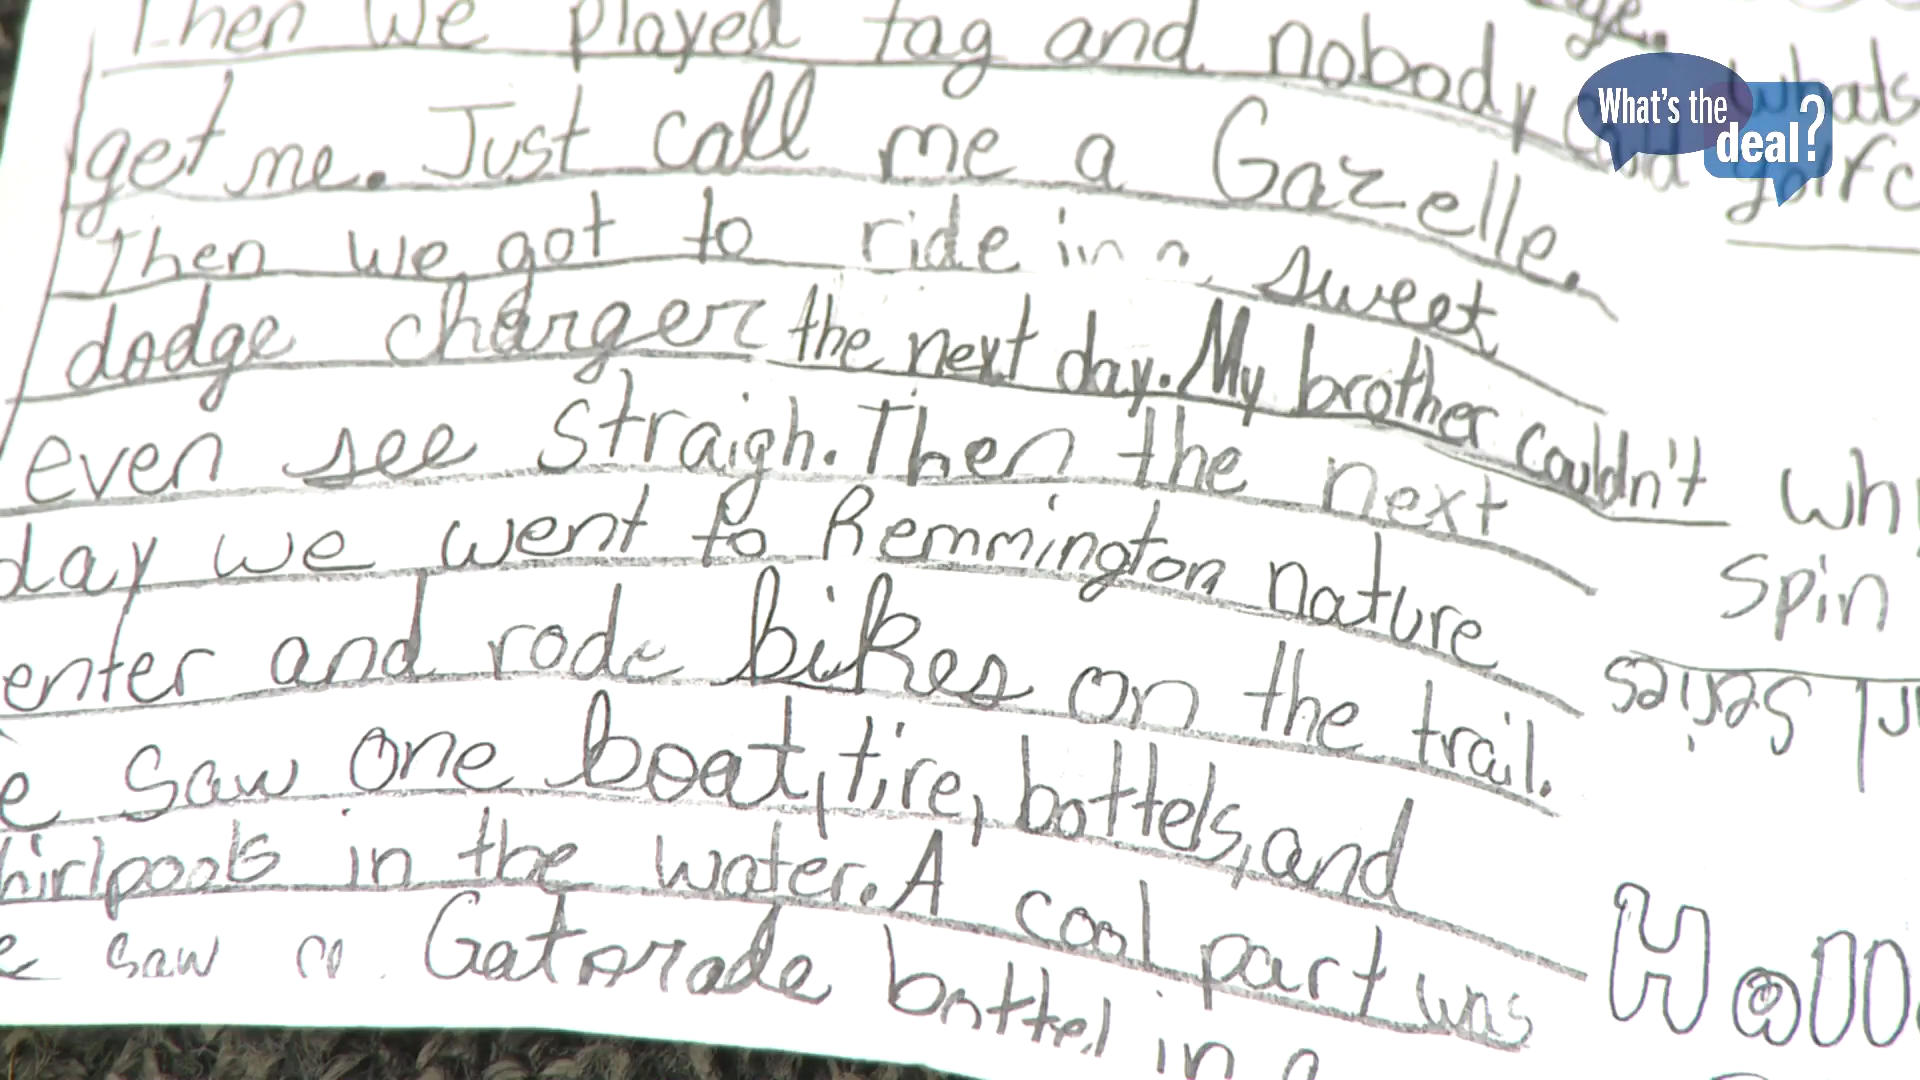 Then we played tag and nobody
get me. Just call me a Gazelle.
Then we got to ride in a sweet
dodge charger the next day. My brother couldn't
even see straigh. Then the next
day we went to Remmington nature
enter and rode bikes on the trail.
e saw one boat, tire, bottels, and
hirlpools in the water. A cool part was
e saw a Gatorade bottel in a
What's the
deal?
whats
Spin
Series